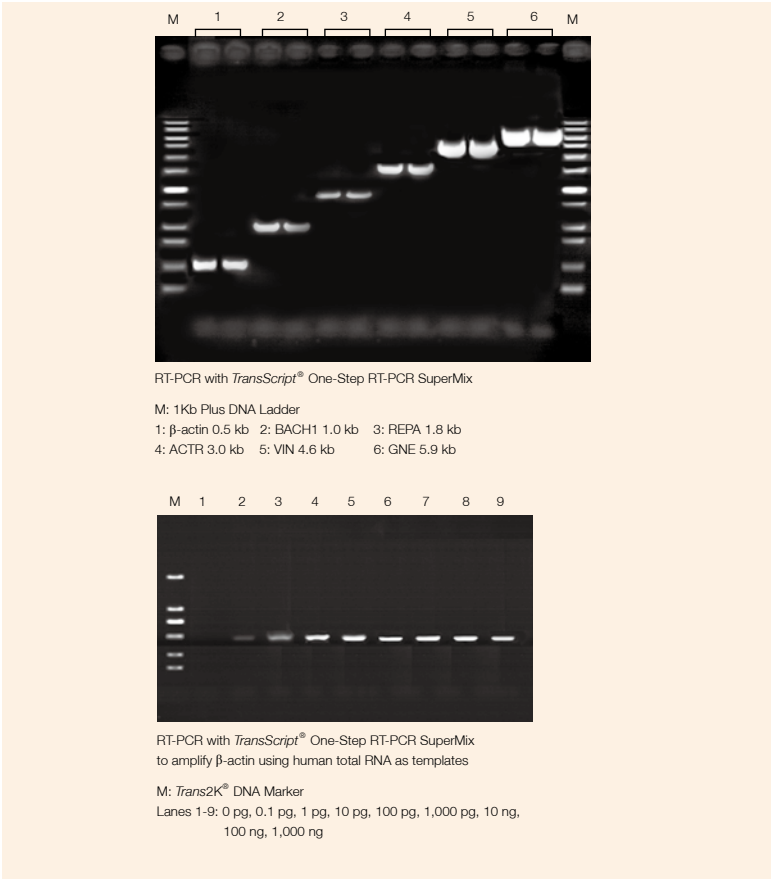 M 1 2 3 4 5 6 M
RT-PCR with TransScript® One-Step RT-PCR SuperMix
M: 1Kb Plus DNA Ladder
1: β-actin 0.5 kb 2: BACH1 1.0 kb 3: REPA 1.8 kb
4: ACTR 3.0 kb 5: VIN 4.6 kb 6: GNE 5.9 kb
M 1 2 3 4 5 6 7 8 9
RT-PCR with TransScript® One-Step RT-PCR SuperMix
to amplify β-actin using human total RNA as templates
M: Trans2K® DNA Marker
Lanes 1-9: 0 pg, 0.1 pg, 1 pg, 10 pg, 100 pg, 1,000 pg, 10 ng,
100 ng, 1,000 ng